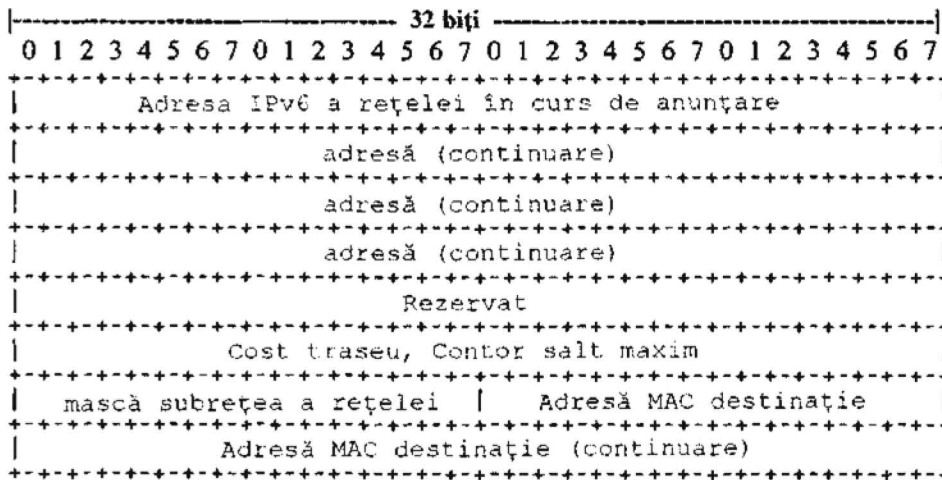 |---------------------- 32 biți ----------------------|
0 1 2 3 4 5 6 7 0 1 2 3 4 5 6 7 0 1 2 3 4 5 6 7 0 1 2 3 4 5 6 7
Adresa IPv6 a rețelei în curs de anunțare
adresă (continuare)
adresă (continuare)
adresă (continuare)
Rezervat
Cost traseu, Contor salt maxim
mască subrețea a rețelei | Adresă MAC destinație
Adresă MAC destinație (continuare)